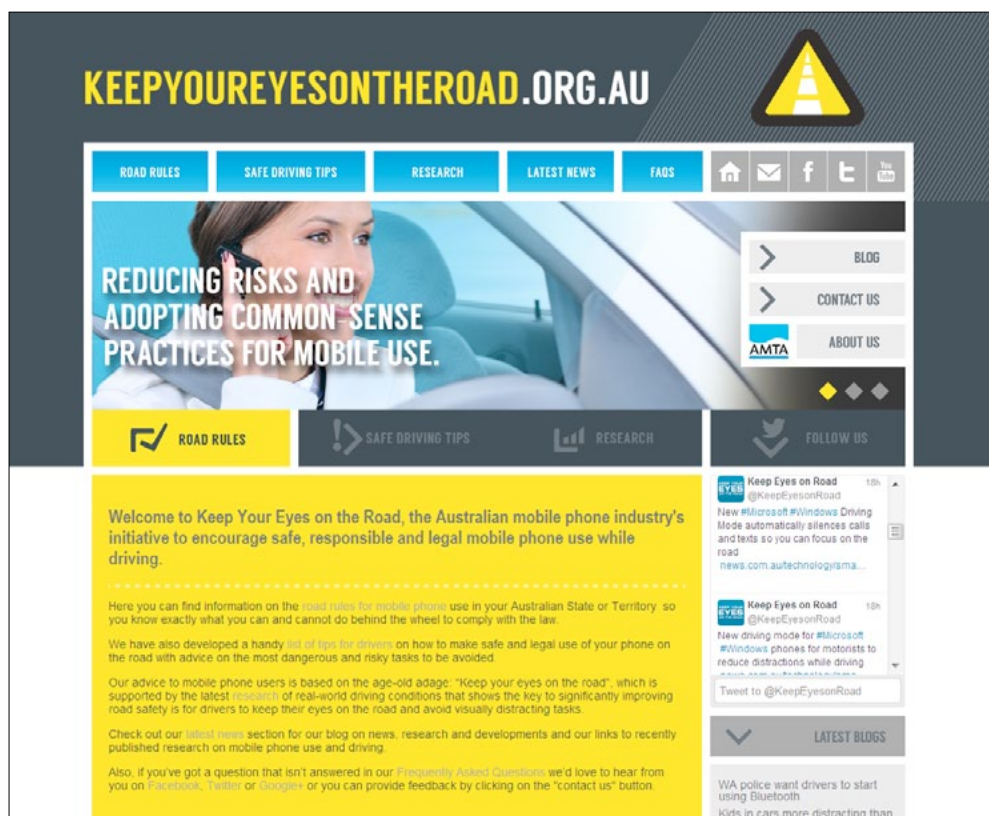 KEEPYOUREYESONTHEROAD.ORG.AU
ROAD RULES
SAFE DRIVING TIPS
RESEARCH
LATEST NEWS
FAQS
You
Tube
REDUCING RISKS AND
ADOPTING COMMON-SENSE
PRACTICES FOR MOBILE USE.
BLOG
CONTACT US
AMTA
ABOUT US
ROAD RULES
SAFE DRIVING TIPS
RESEARCH
FOLLOW US
Welcome to Keep Your Eyes on the Road, the Australian mobile phone industry's
initiative to encourage safe, responsible and legal mobile phone use while
driving.
Here you can find information on the road rules for mobile phone use in your Australian State or Territory so
you know exactly what you can and cannot do behind the wheel to comply with the law.
We have also developed a handy list of tips for drivers on how to make safe and legal use of your phone on
the road with advice on the most dangerous and risky tasks to be avoided.
Our advice to mobile phone users is based on the age-old adage: "Keep your eyes on the road", which is
supported by the latest research of real-world driving conditions that shows the key to significantly improving
road safety is for drivers to keep their eyes on the road and avoid visually distracting tasks.
Check out our latest news section for our blog on news, research and developments and our links to recently
published research on mobile phone use and driving.
Also, if you've got a question that isn't answered in our Frequently Asked Questions we'd love to hear from
you on Facebook, Twitter or Google+ or you can provide feedback by clicking on the "contact us" button.
Keep Eyes on Road 18h
@KeepEyesonRoad
New #Microsoft #Windows Driving
Mode automatically silences calls
and texts so you can focus on the
road
news.com.au/technology/sma...
Keep Eyes on Road 18h
@KeepEyesonRoad
New driving mode for #Microsoft
#Windows phones for motorists to
reduce distractions while driving
Tweet to @KeepEyesonRoad
LATEST BLOGS
WA police want drivers to start
using Bluetooth
Kids in cars more distracting than